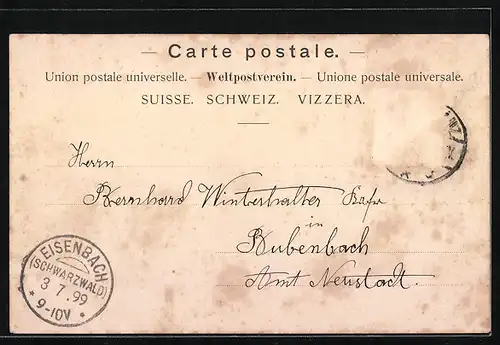 — Carte postale. —
Union postale universelle. — Weltpostverein. — Unione postale universale.
SUISSE. SCHWEIZ. VIZZERA.
Herrn
Bernhard Winterhalter
in
Bubenbach
Amt Neustadt.
EISENBACH
(SCHWARZWALD)
3 7. 99
* 9-10V *